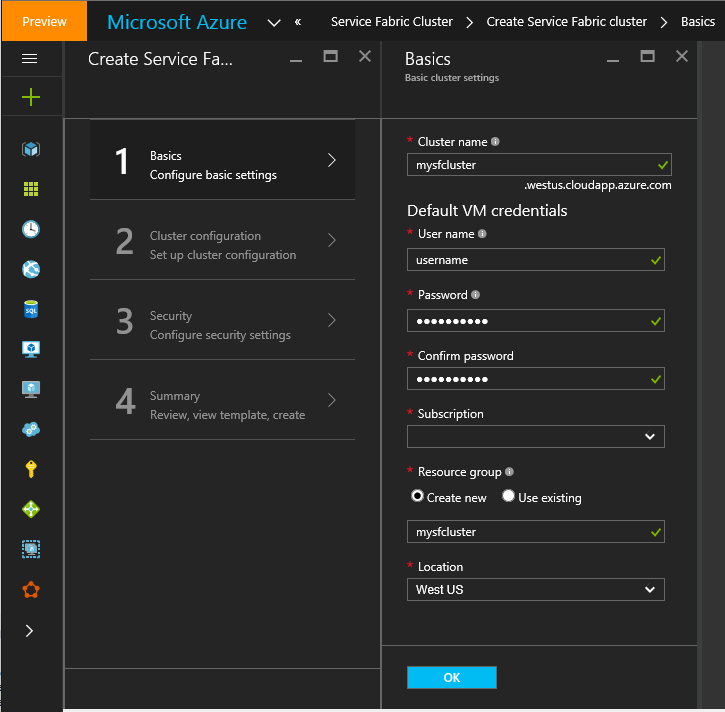 Preview
Microsoft Azure
«
Service Fabric Cluster
Create Service Fabric cluster
Basics
Create Service Fa...
Basics
Basic cluster settings
1
Basics
Configure basic settings
2
Cluster configuration
Set up cluster configuration
3
Security
Configure security settings
4
Summary
Review, view template, create
* Cluster name
mysfcluster
.westus.cloudapp.azure.com
Default VM credentials
* User name
username
* Password
* Confirm password
* Subscription
* Resource group
Create new
Use existing
mysfcluster
* Location
West US
OK
SQL